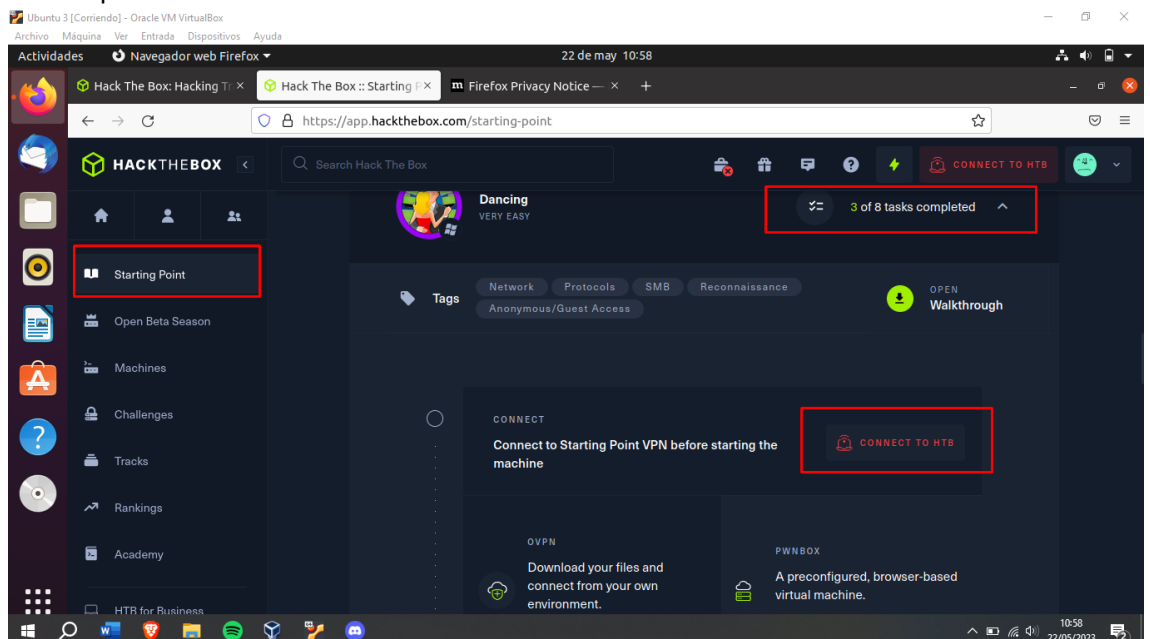 Ubuntu 3 [Corriendo] - Oracle VM VirtualBox
Archivo Máquina Ver Entrada Dispositivos Ayuda
Actividades Navegador web Firefox 22 de may 10:58
Hack The Box: Hacking Tr × Hack The Box :: Starting P × m Firefox Privacy Notice — × +
https://app.hackthebox.com/starting-point
HACKTHEBOX Search Hack The Box CONNECT TO HTB
Dancing
VERY EASY
3 of 8 tasks completed
Starting Point
Tags
Network Protocols SMB Reconnaissance
Anonymous/Guest Access
OPEN
Walkthrough
Open Beta Season
Machines
Challenges
Tracks
Rankings
Academy
HTB for Business
CONNECT
Connect to Starting Point VPN before starting the
machine
CONNECT TO HTB
OVPN
Download your files and
connect from your own
environment.
PWNBOX
A preconfigured, browser-based
virtual machine.
10:58
22/05/2023